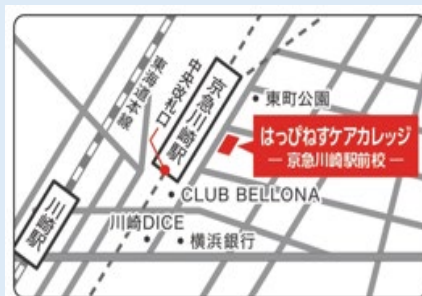 東海道本線
中央改札口
京急川崎駅
東町公園
はっぴねすケアカレッジ
― 京急川崎駅前校 ―
CLUB BELLONA
川崎駅
川崎DICE
横浜銀行